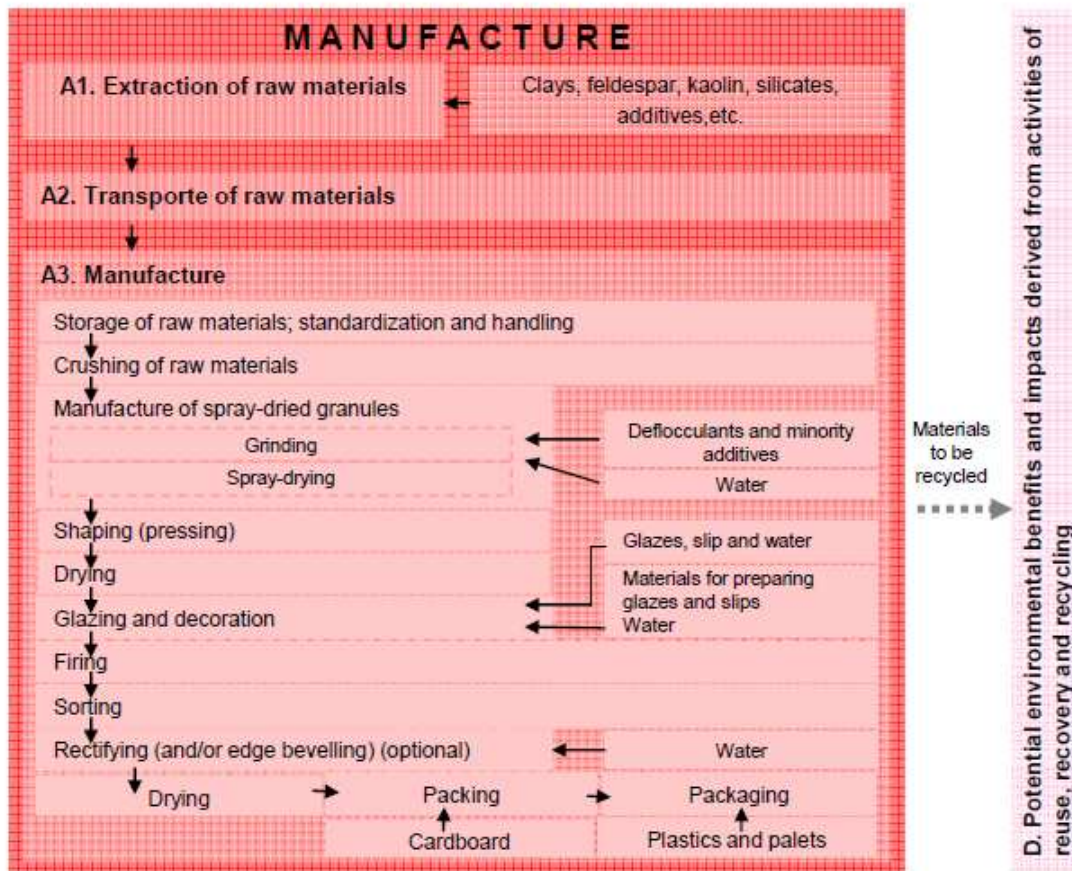 MANUFACTURE
A1. Extraction of raw materials
Clays, feldespar, kaolin, silicates,
additives,etc.
A2. Transporte of raw materials
A3. Manufacture
Storage of raw materials; standardization and handling
Crushing of raw materials
Manufacture of spray-dried granules
Grinding
Spray-drying
Deflocculants and minority
additives
Water
Shaping (pressing)
Drying
Glazing and decoration
Glazes, slip and water
Materials for preparing
glazes and slips
Water
Firing
Sorting
Rectifying (and/or edge bevelling) (optional)
Water
Drying
Packing
Packaging
Cardboard
Plastics and palets
Materials
to be
recycled
D. Potential environmental benefits and impacts derived from activities of
reuse, recovery and recycling